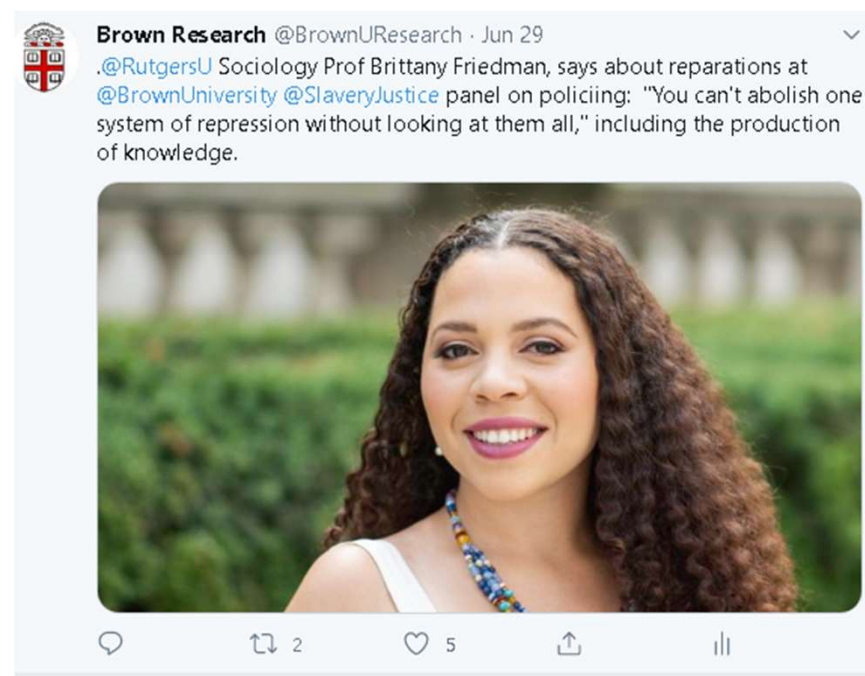 Brown Research @BrownUResearch · Jun 29
.@RutgersU Sociology Prof Brittany Friedman, says about reparations at
@BrownUniversity @SlaveryJustice panel on policiing:  "You can't abolish one
system of repression without looking at them all," including the production
of knowledge.
2 5